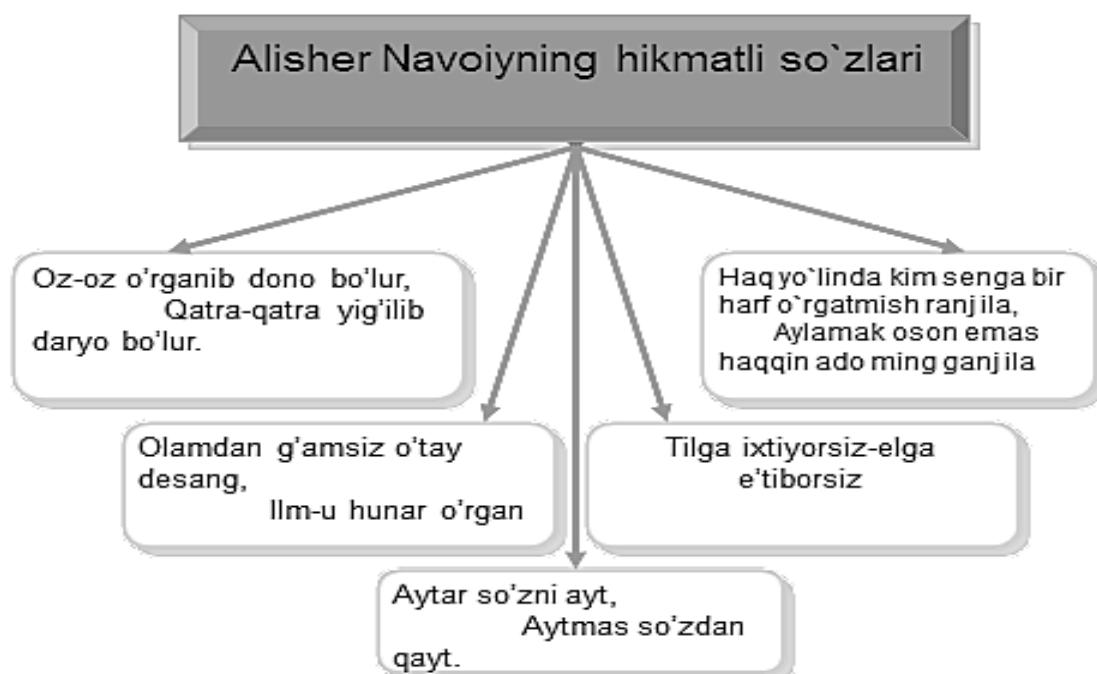 Alisher Navoiyning hikmatli so`zlari
Oz-oz o’rganib dono bo’lur,
Qatra-qatra yig’ilib
daryo bo’lur.
Haq yo`linda kim senga bir
harf o`rgatmish ranj ila,
Aylamak oson emas
haqqin ado ming ganj ila
Olamdan g’amsiz o’tay
desang,
Ilm-u hunar o’rgan
Tilga ixtiyorsiz-elga
e’tiborsiz
Aytar so’zni ayt,
Aytmas so’zdan
qayt.